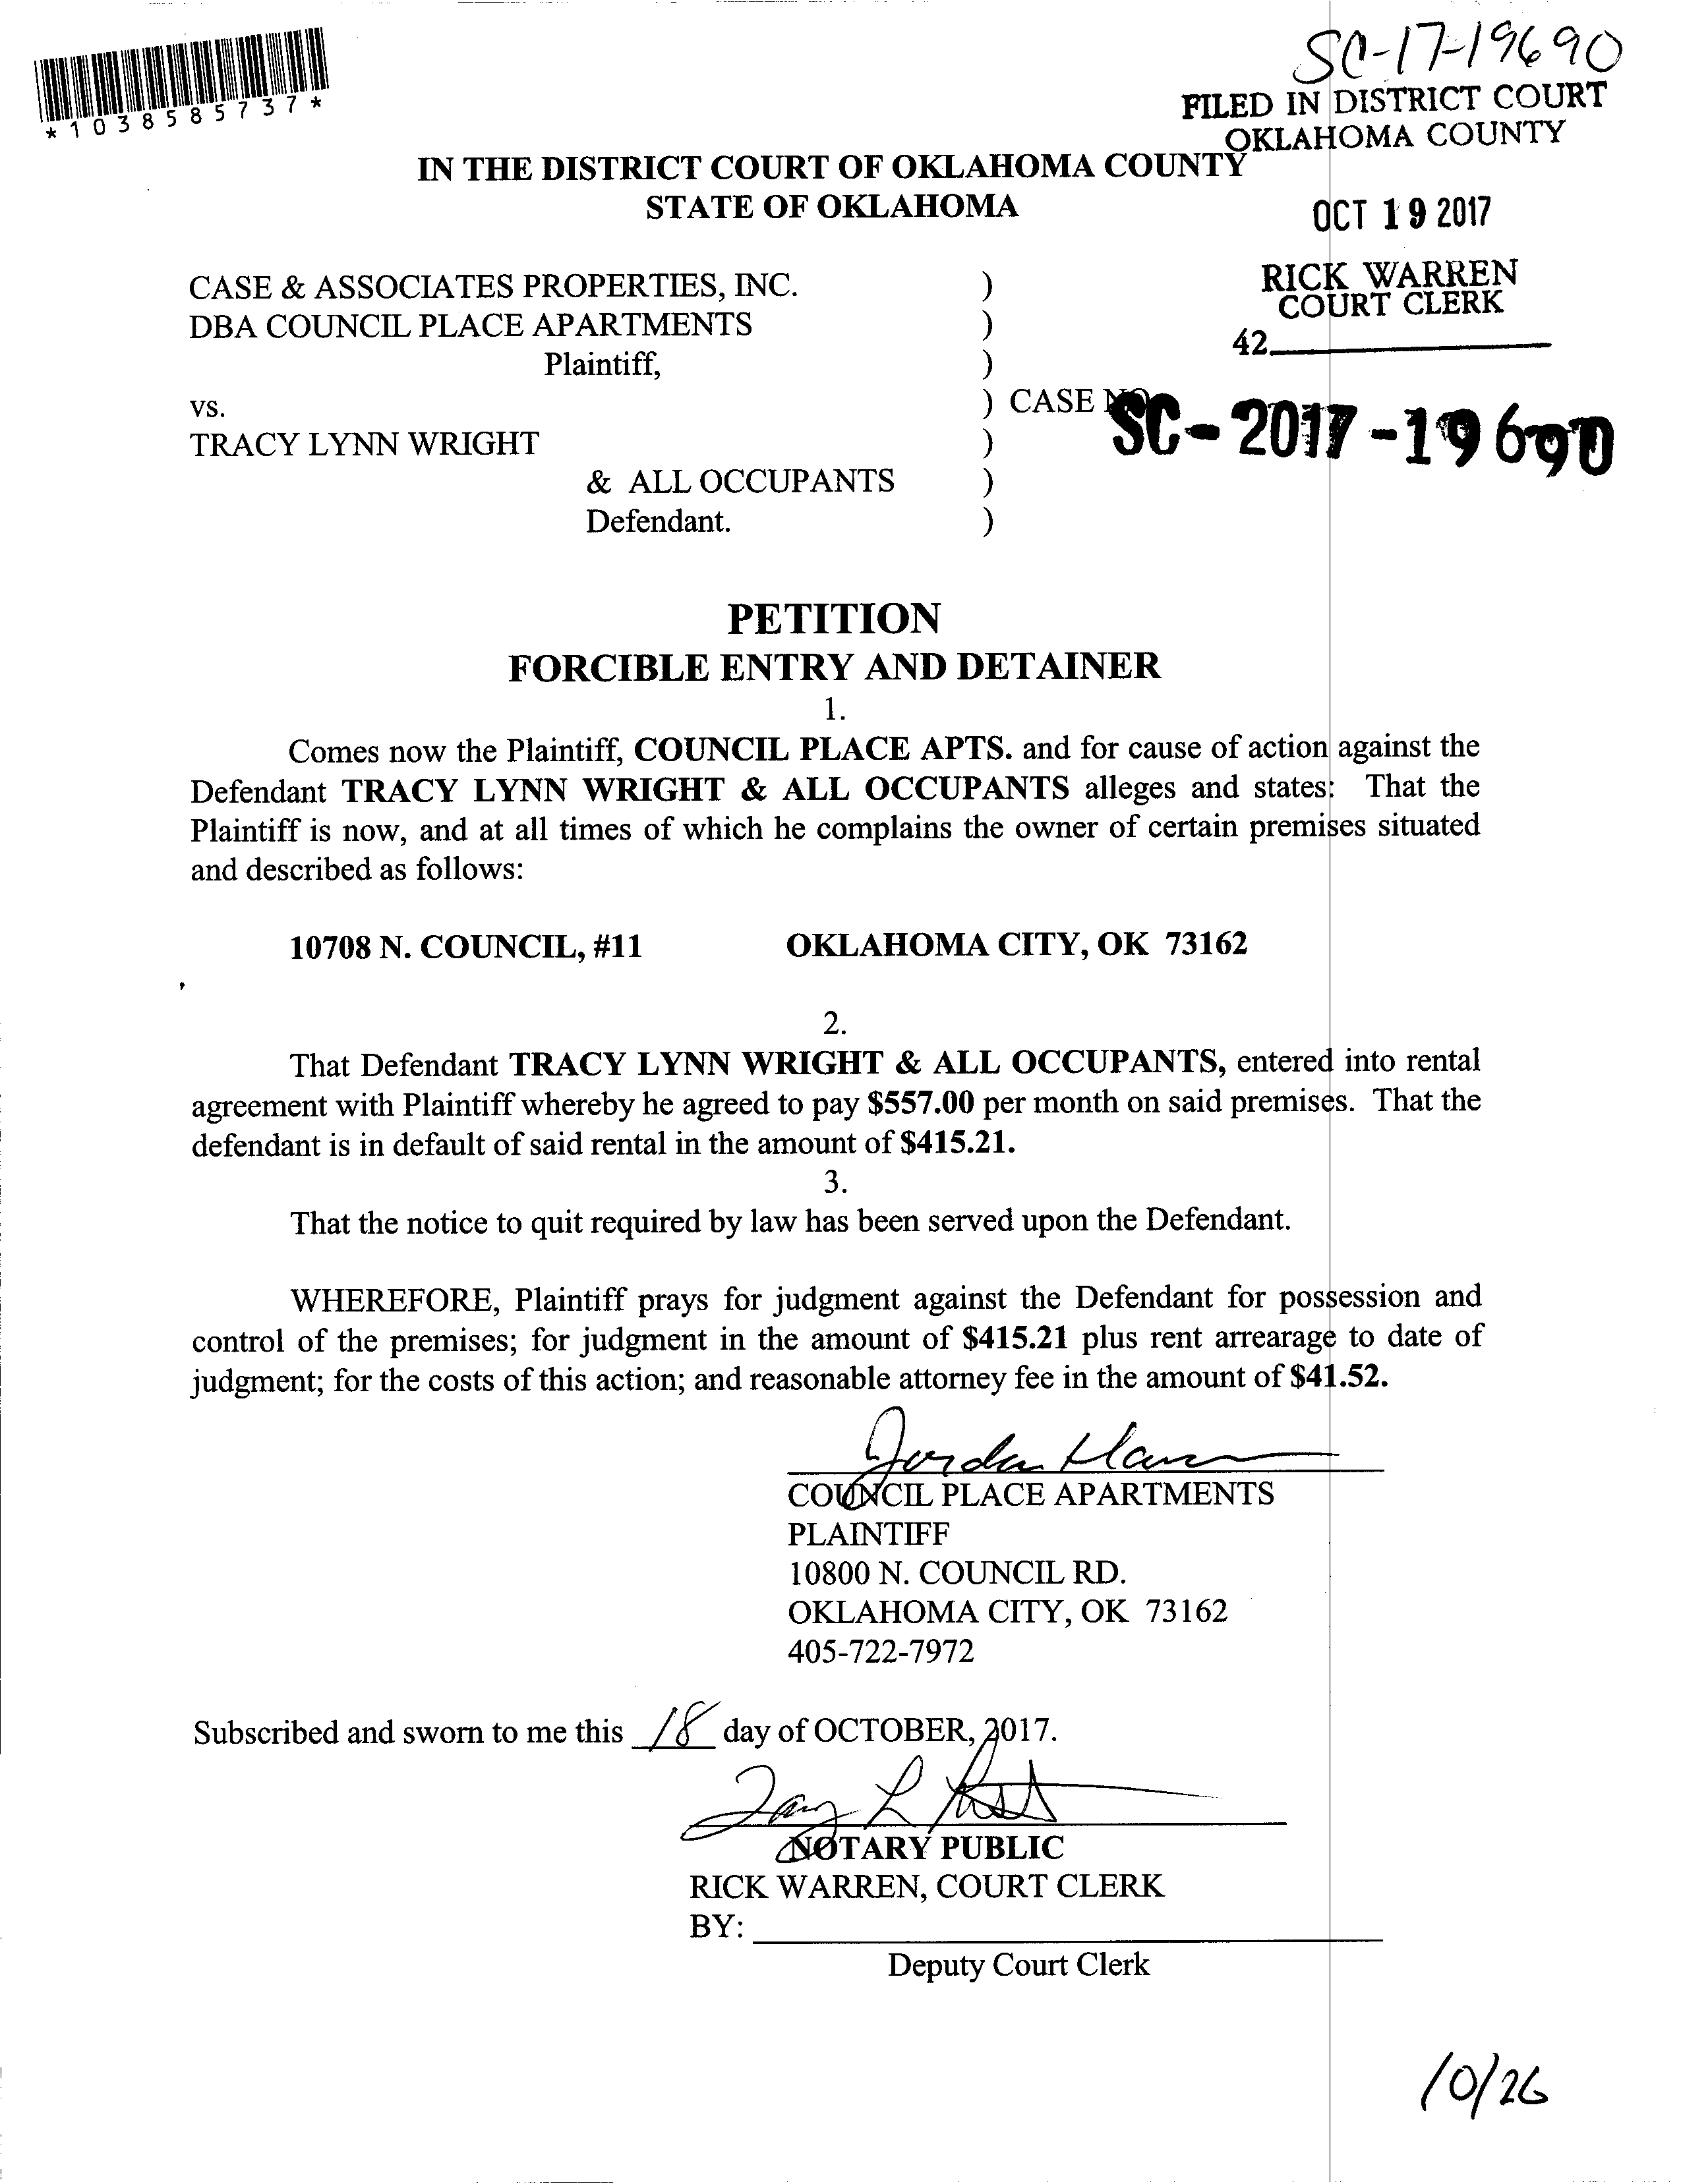 SC-17-19690
*1038585737*
FILED IN DISTRICT COURT
OKLAHOMA COUNTY
IN THE DISTRICT COURT OF OKLAHOMA COUNTY
STATE OF OKLAHOMA
OCT 19 2017
RICK WARREN
COURT CLERK
42
CASE & ASSOCIATES PROPERTIES, INC. )
DBA COUNCIL PLACE APARTMENTS )
Plaintiff, )
vs. ) CASE NO.
SC-2017-19690
TRACY LYNN WRIGHT )
& ALL OCCUPANTS )
Defendant. )
PETITION
FORCIBLE ENTRY AND DETAINER
1.
Comes now the Plaintiff, COUNCIL PLACE APTS. and for cause of action against the
Defendant TRACY LYNN WRIGHT & ALL OCCUPANTS alleges and states: That the
Plaintiff is now, and at all times of which he complains the owner of certain premises situated
and described as follows:
10708 N. COUNCIL, #11 OKLAHOMA CITY, OK 73162
2.
That Defendant TRACY LYNN WRIGHT & ALL OCCUPANTS, entered into rental
agreement with Plaintiff whereby he agreed to pay $557.00 per month on said premises. That the
defendant is in default of said rental in the amount of $415.21.
3.
That the notice to quit required by law has been served upon the Defendant.
WHEREFORE, Plaintiff prays for judgment against the Defendant for possession and
control of the premises; for judgment in the amount of $415.21 plus rent arrearage to date of
judgment; for the costs of this action; and reasonable attorney fee in the amount of $41.52.
Jordan
COUNCIL PLACE APARTMENTS
PLAINTIFF
10800 N. COUNCIL RD.
OKLAHOMA CITY, OK 73162
405-722-7972
Subscribed and sworn to me this 18 day of OCTOBER, 2017.
NOTARY PUBLIC
RICK WARREN, COURT CLERK
BY:
Deputy Court Clerk
10/26